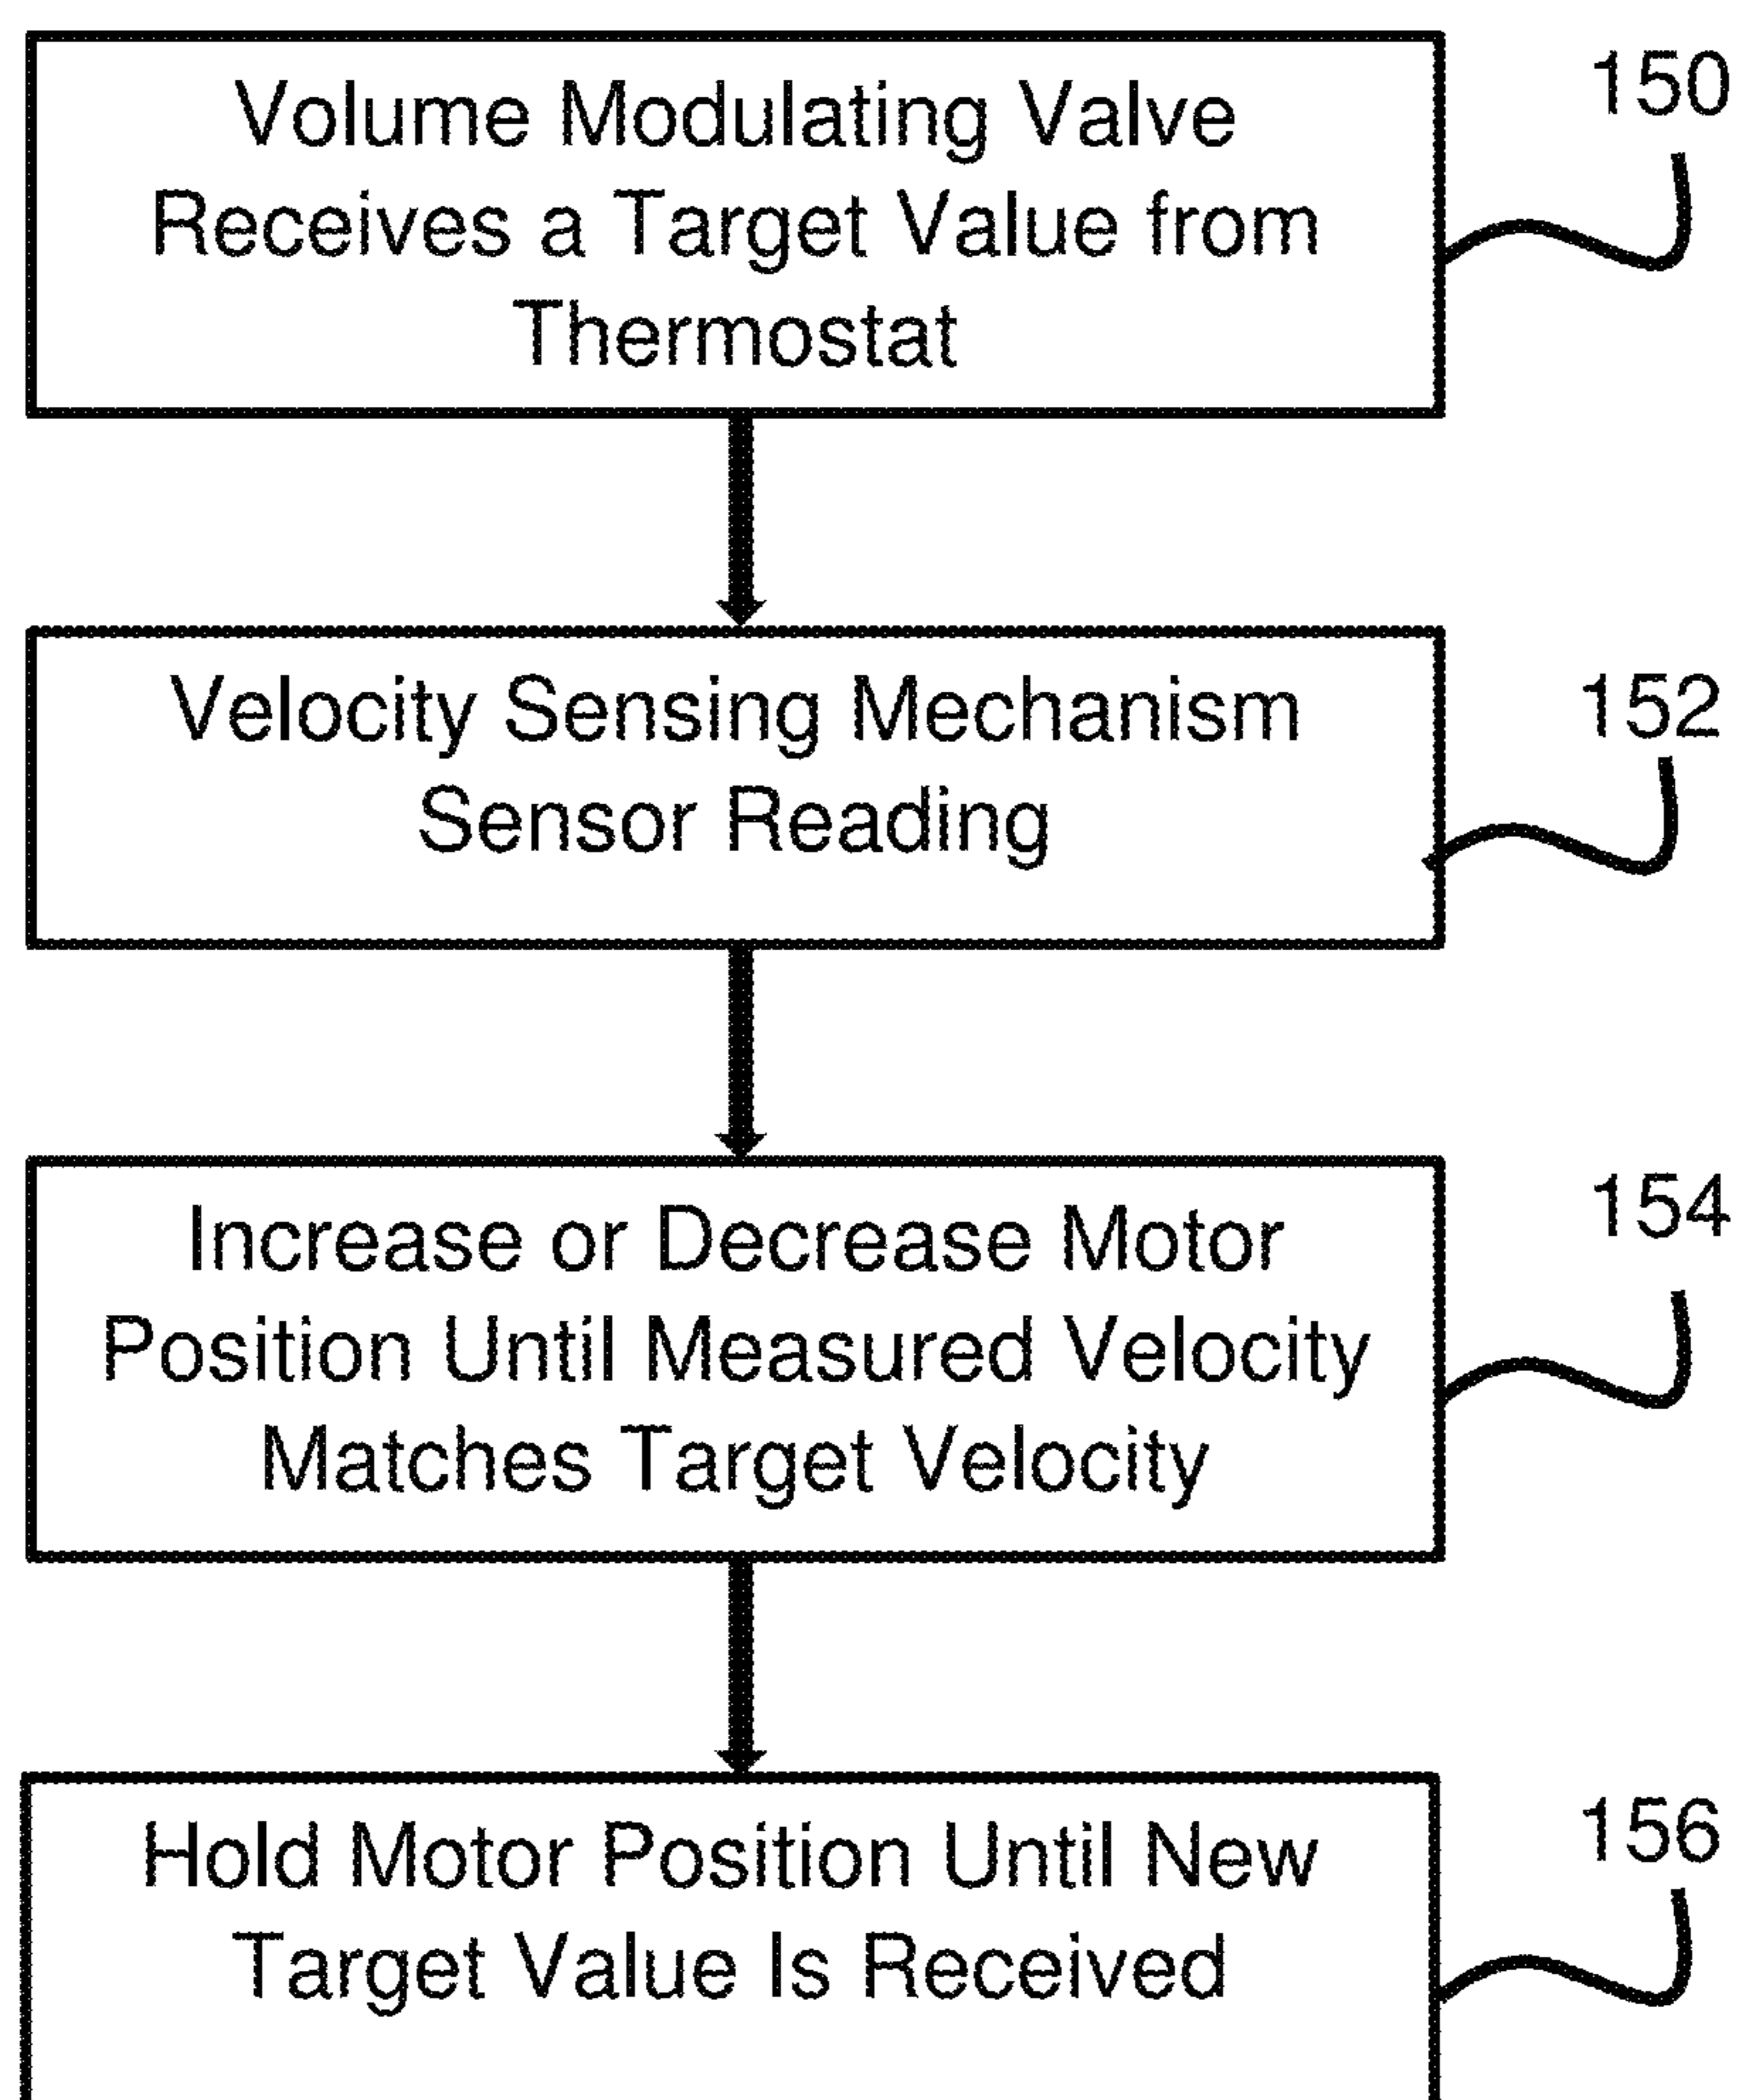 Volume Modulating Valve
Receives a Target Value from
Thermostat
150
Velocity Sensing Mechanism
Sensor Reading
152
Increase or Decrease Motor
Position Until Measured Velocity
Matches Target Velocity
154
Hold Motor Position Until New
Target Value Is Received
156